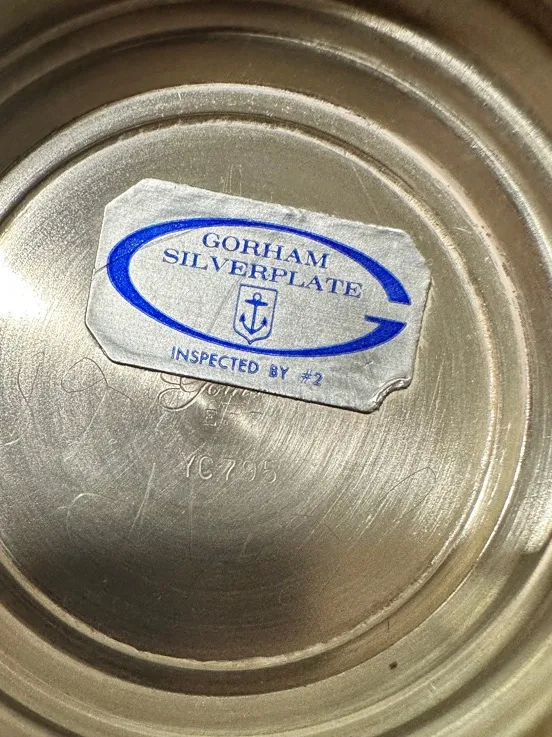 GORHAM
SILVERPLATE
INSPECTED BY #2
YC795